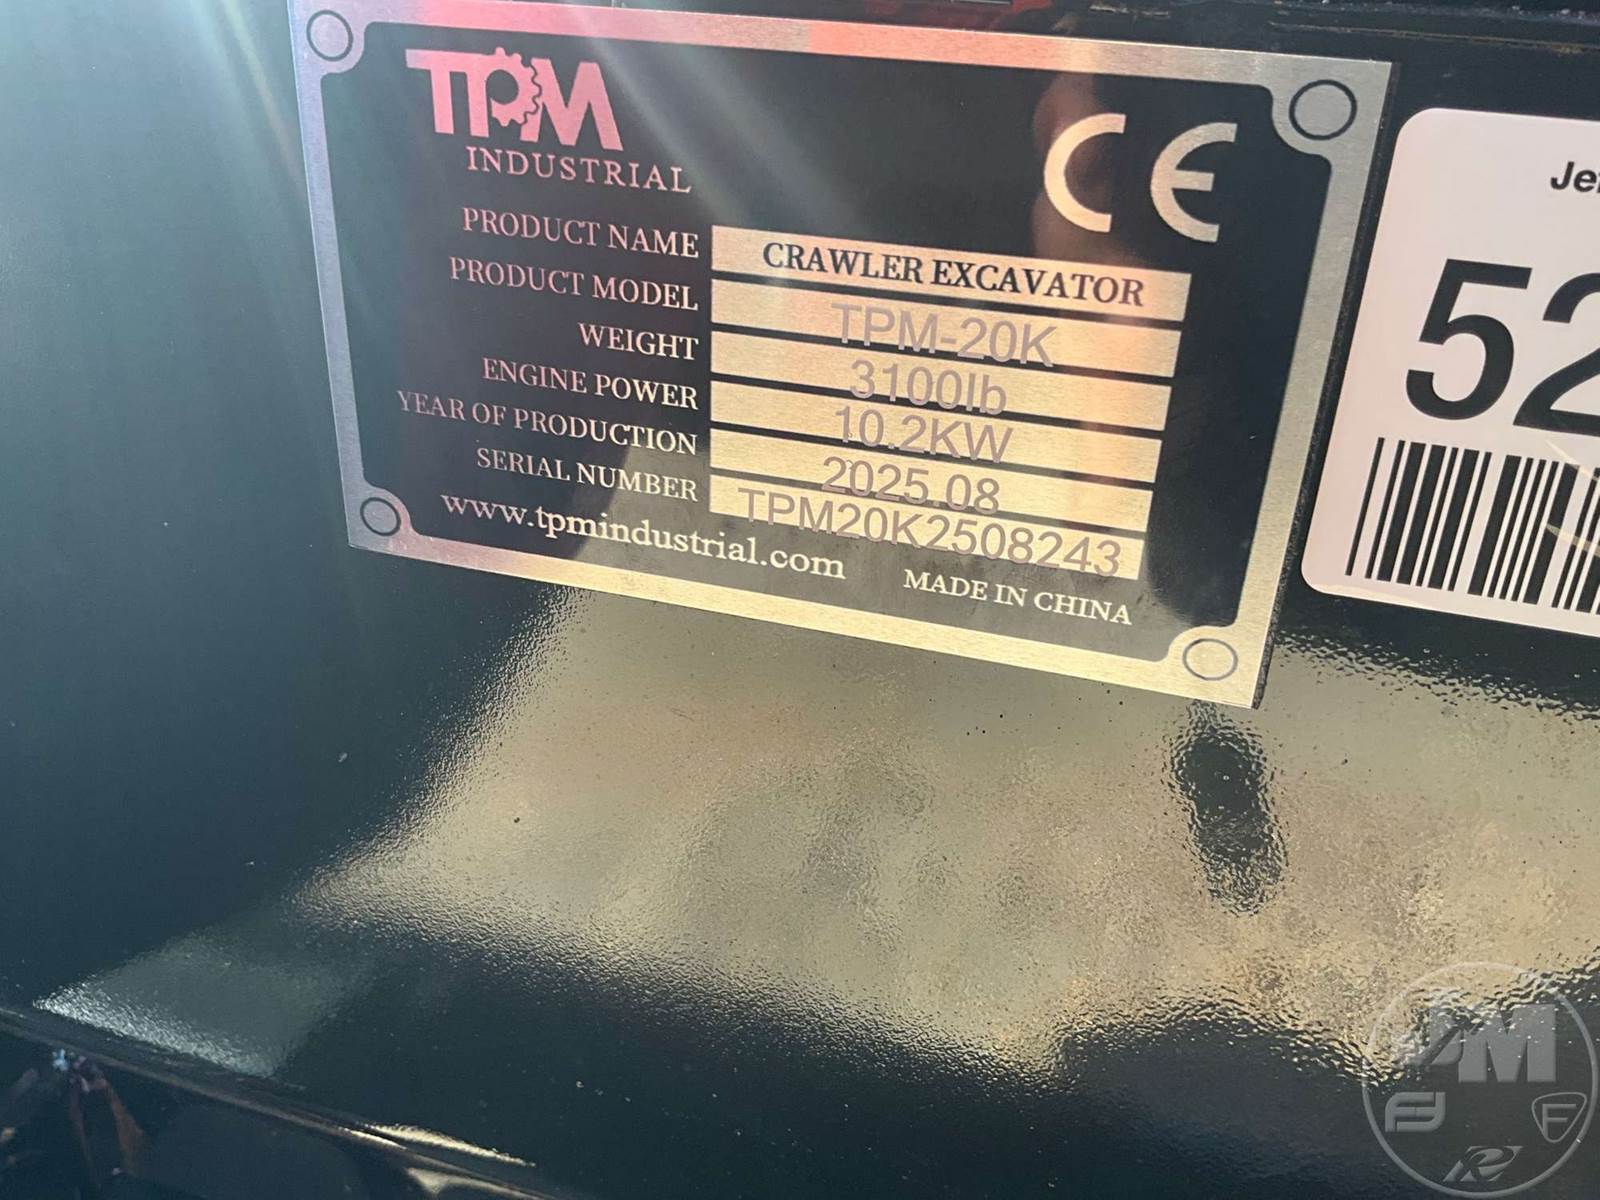 TPM
INDUSTRIAL
CE
PRODUCT NAME CRAWLER EXCAVATOR
PRODUCT MODEL TPM-20K
WEIGHT 3100lb
ENGINE POWER 10.2KW
YEAR OF PRODUCTION 2025.08
SERIAL NUMBER TPM20K2508243
www.tpmindustrial.com
MADE IN CHINA
52